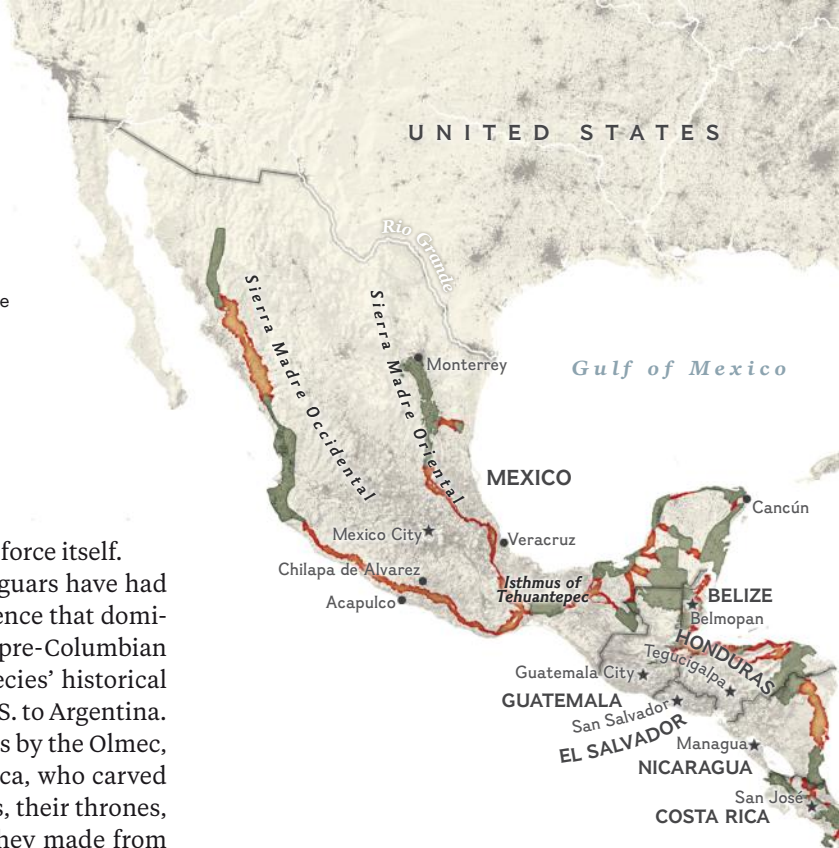 UNITED STATES
Rio Grande
e
Sierra Madre Occidental
Sierra Madre Oriental
Monterrey
Gulf of Mexico
MEXICO
Cancún
Mexico City
Veracruz
Chilapa de Alvarez
Acapulco
Isthmus of
Tehuantepec
BELIZE
Belmopan
HONDURAS
Tegucigalpa
Guatemala City
GUATEMALA
San Salvador
EL SALVADOR
Managua
NICARAGUA
San José
COSTA RICA
force itself.
guars have had
ence that domi-
pre-Columbian
ecies’ historical
S. to Argentina.
s by the Olmec,
ca, who carved
s, their thrones,
hey made from